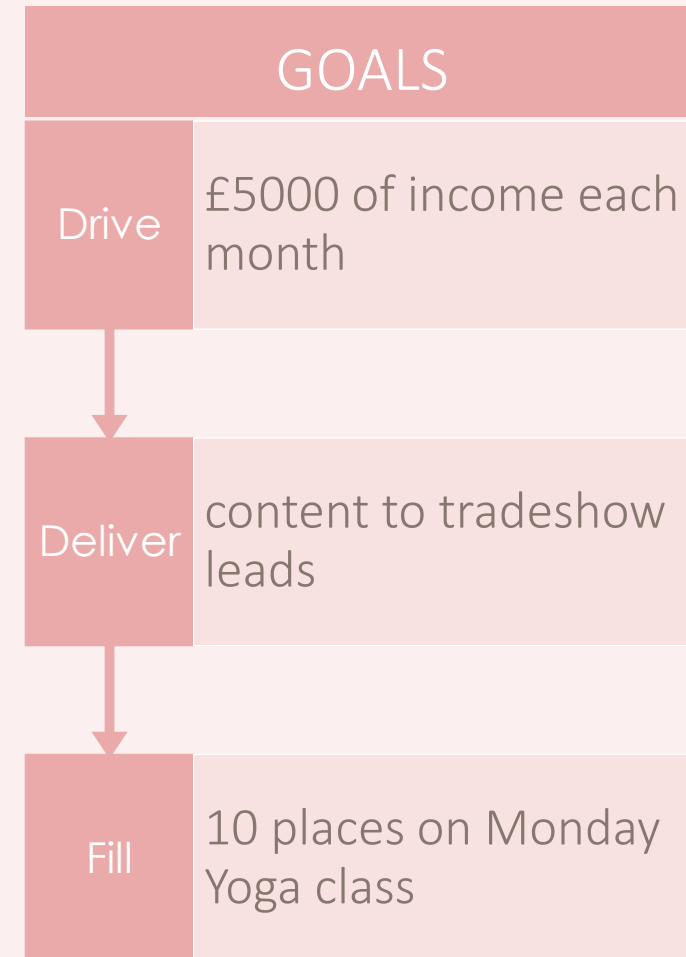 GOALS
Drive
£5000 of income each
month
Deliver
content to tradeshow
leads
Fill
10 places on Monday
Yoga class